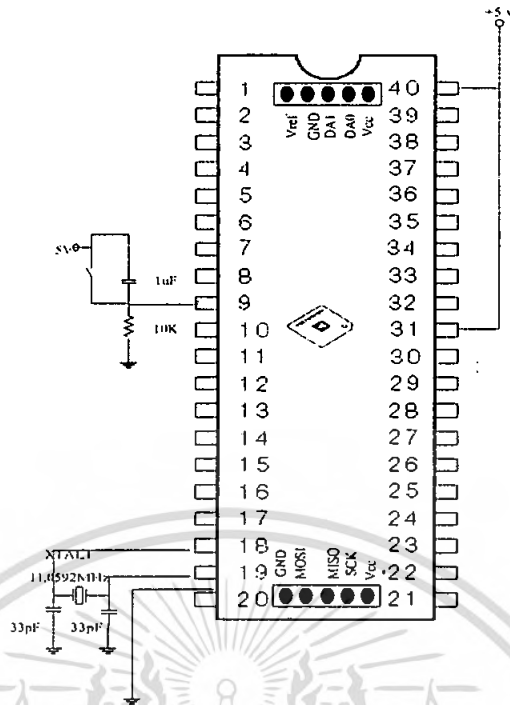 +5 v
1 40
2 39
3 38
4 37
5 36
6 35
7 34
8 33
9 32
10 31
11 30
12 29
13 28
14 27
15 26
16 25
17 24
18 23
19 22
20 21
Vref
GND
DA1
DA0
Vcc
5V
1uF
10K
XTAL1
11.0592MHz
33pF 33pF
GND
MOSI
MISO
SCK
Vcc